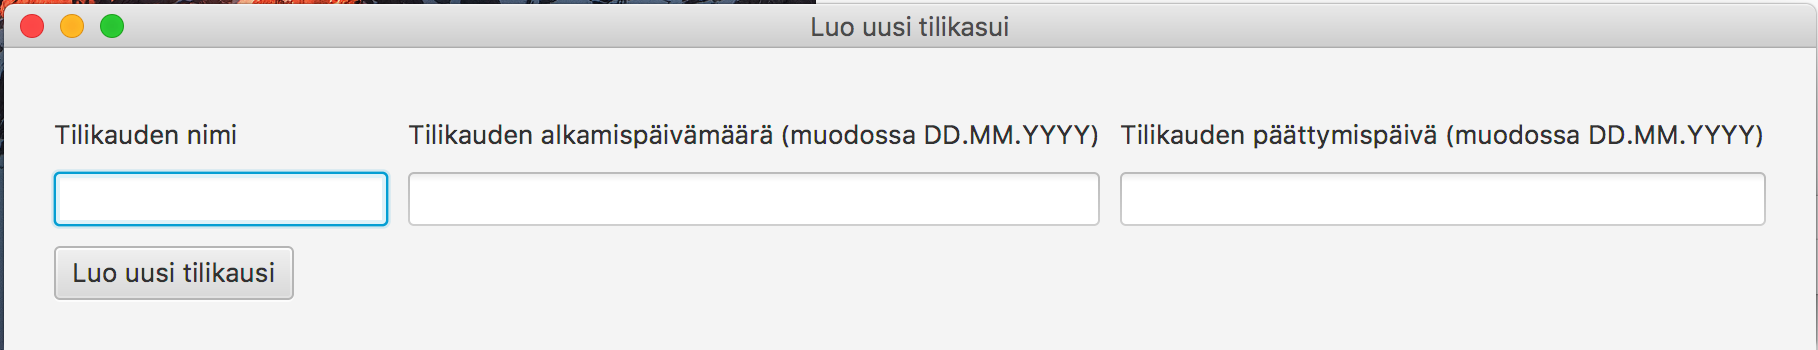 Luo uusi tilikasui
Tilikauden nimi
Tilikauden alkamispäivämäärä (muodossa DD.MM.YYYY)
Tilikauden päättymispäivä (muodossa DD.MM.YYYY)
Luo uusi tilikausi